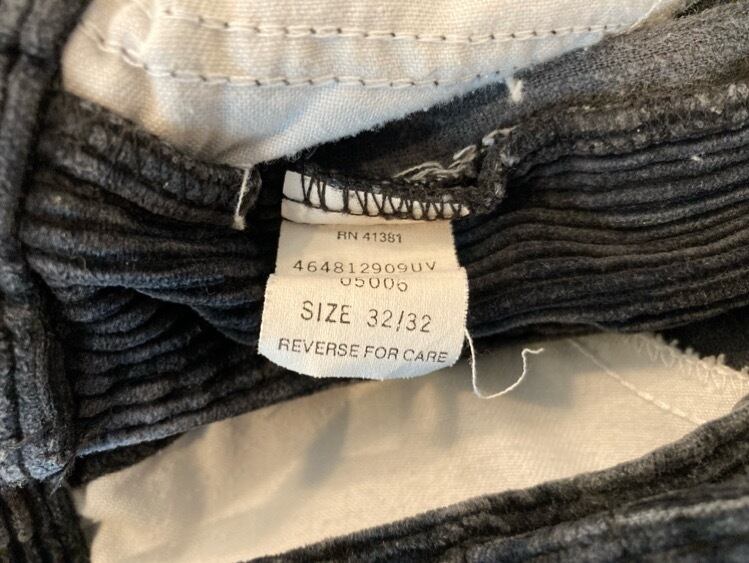 RN 41381
464812909UV
05006
SIZE 32/32
REVERSE FOR CARE